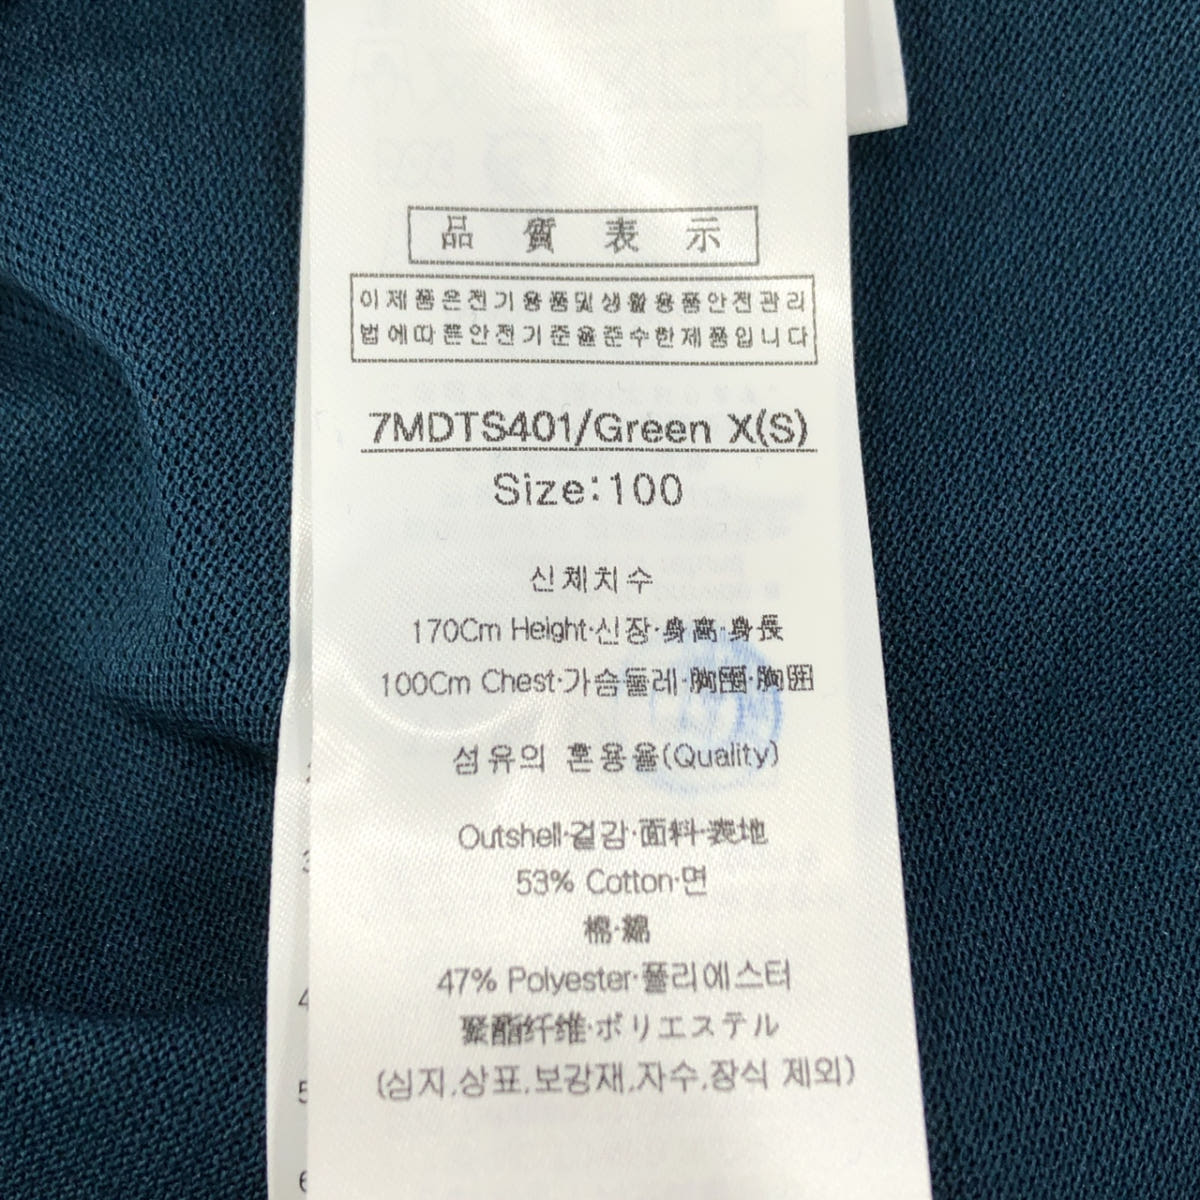 品質表示
이제품은전기용품및생활용품안전관리
법에따른안전기준을준수한제품입니다
7MDTS401/Green X(S)
Size:100
신체치수
170Cm Height·신장·身高·身長
100Cm Chest·가슴둘레·胸围·胸囲
섬유의 혼용율(Quality)
Outshell·겉감·面料·表地
53% Cotton·면
棉·綿
47% Polyester·폴리에스터
聚酯纤维·ポリエステル
(심지,상표,보강재,자수,장식 제외)
3
4
5
6